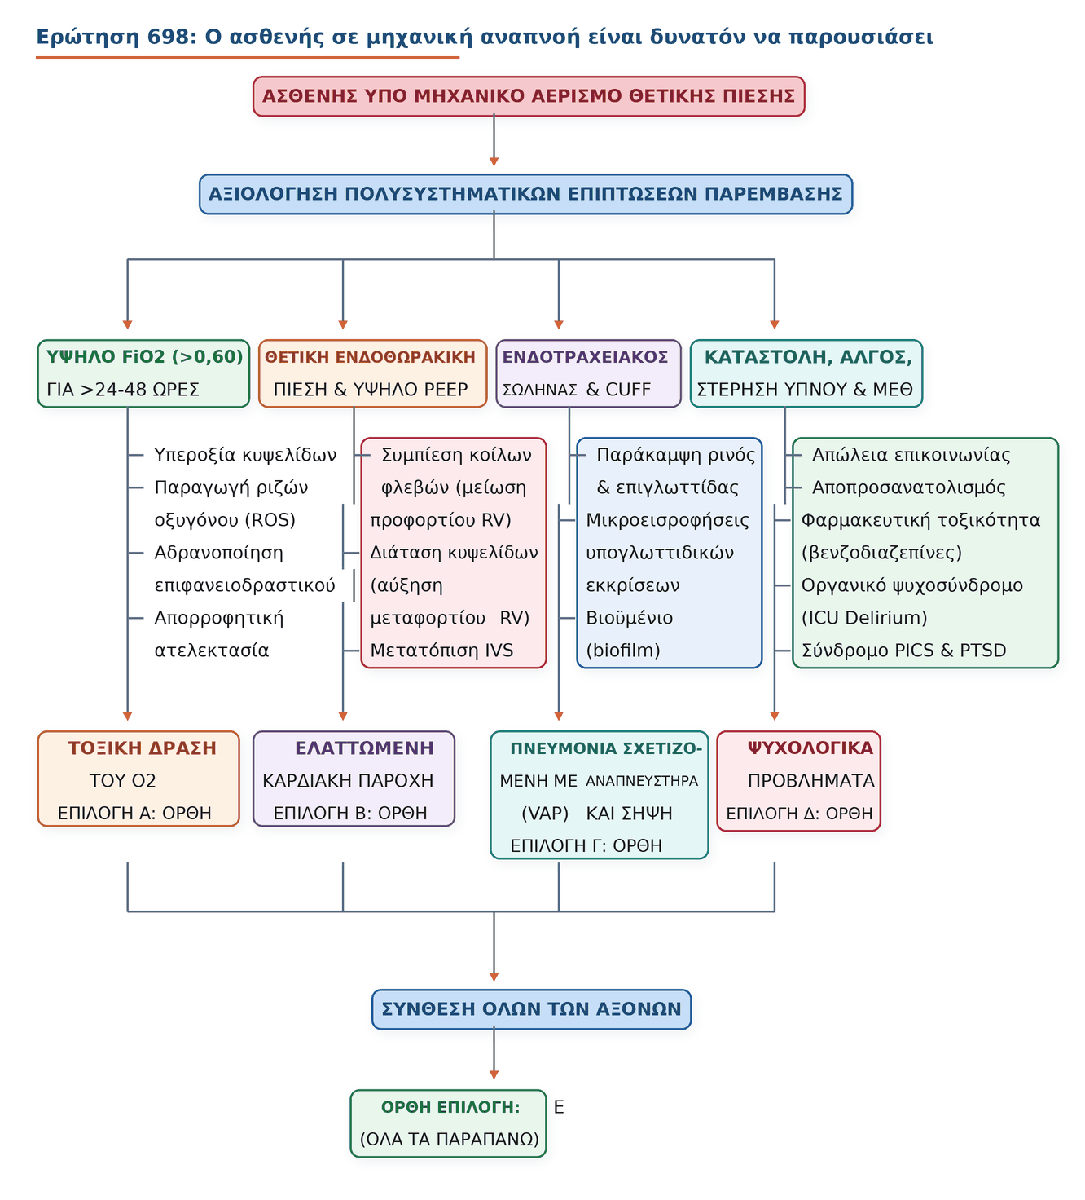 Ερώτηση 698: Ο ασθενής σε μηχανική αναπνοή είναι δυνατόν να παρουσιάσει
ΑΣΘΕΝΗΣ ΥΠΟ ΜΗΧΑΝΙΚΟ ΑΕΡΙΣΜΟ ΘΕΤΙΚΗΣ ΠΙΕΣΗΣ
ΑΞΙΟΛΟΓΗΣΗ ΠΟΛΥΣΥΣΤΗΜΑΤΙΚΩΝ ΕΠΙΠΤΩΣΕΩΝ ΠΑΡΕΜΒΑΣΗΣ
ΥΨΗΛΟ FiO2 (>0,60)
ΓΙΑ >24-48 ΩΡΕΣ
ΘΕΤΙΚΗ ΕΝΔΟΘΩΡΑΚΙΚΗ
ΠΙΕΣΗ & ΥΨΗΛΟ PEEP
ΕΝΔΟΤΡΑΧΕΙΑΚΟΣ
ΣΩΛΗΝΑΣ & CUFF
ΚΑΤΑΣΤΟΛΗ, ΑΛΓΟΣ,
ΣΤΕΡΗΣΗ ΥΠΝΟΥ & ΜΕΘ
Υπεροξία κυψελίδων
Παραγωγή ριζών
οξυγόνου (ROS)
Αδρανοποίηση
επιφανειοδραστικού
Απορροφητική
ατελεκτασία
Συμπίεση κοίλων
φλεβών (μείωση
προφορτίου RV)
Διάταση κυψελίδων
(αύξηση
μεταφορτίου RV)
Μετατόπιση IVS
Παράκαμψη ρινός
& επιγλωττίδας
Μικροεισροφήσεις
υπογλωττιδικών
εκκρίσεων
Βιοϋμένιο
(biofilm)
Απώλεια επικοινωνίας
Αποπροσανατολισμός
Φαρμακευτική τοξικότητα
(βενζοδιαζεπίνες)
Οργανικό ψυχοσύνδρομο
(ICU Delirium)
Σύνδρομο PICS & PTSD
ΤΟΞΙΚΗ ΔΡΑΣΗ
ΤΟΥ Ο2
ΕΠΙΛΟΓΗ Α: ΟΡΘΗ
ΕΛΑΤΤΩΜΕΝΗ
ΚΑΡΔΙΑΚΗ ΠΑΡΟΧΗ
ΕΠΙΛΟΓΗ Β: ΟΡΘΗ
ΠΝΕΥΜΟΝΙΑ ΣΧΕΤΙΖΟ-
ΜΕΝΗ ΜΕ ΑΝΑΠΝΕΥΣΤΗΡΑ
(VAP) ΚΑΙ ΣΗΨΗ
ΕΠΙΛΟΓΗ Γ: ΟΡΘΗ
ΨΥΧΟΛΟΓΙΚΑ
ΠΡΟΒΛΗΜΑΤΑ
ΕΠΙΛΟΓΗ Δ: ΟΡΘΗ
ΣΥΝΘΕΣΗ ΟΛΩΝ ΤΩΝ ΑΞΟΝΩΝ
ΟΡΘΗ ΕΠΙΛΟΓΗ: Ε
(ΟΛΑ ΤΑ ΠΑΡΑΠΑΝΩ)